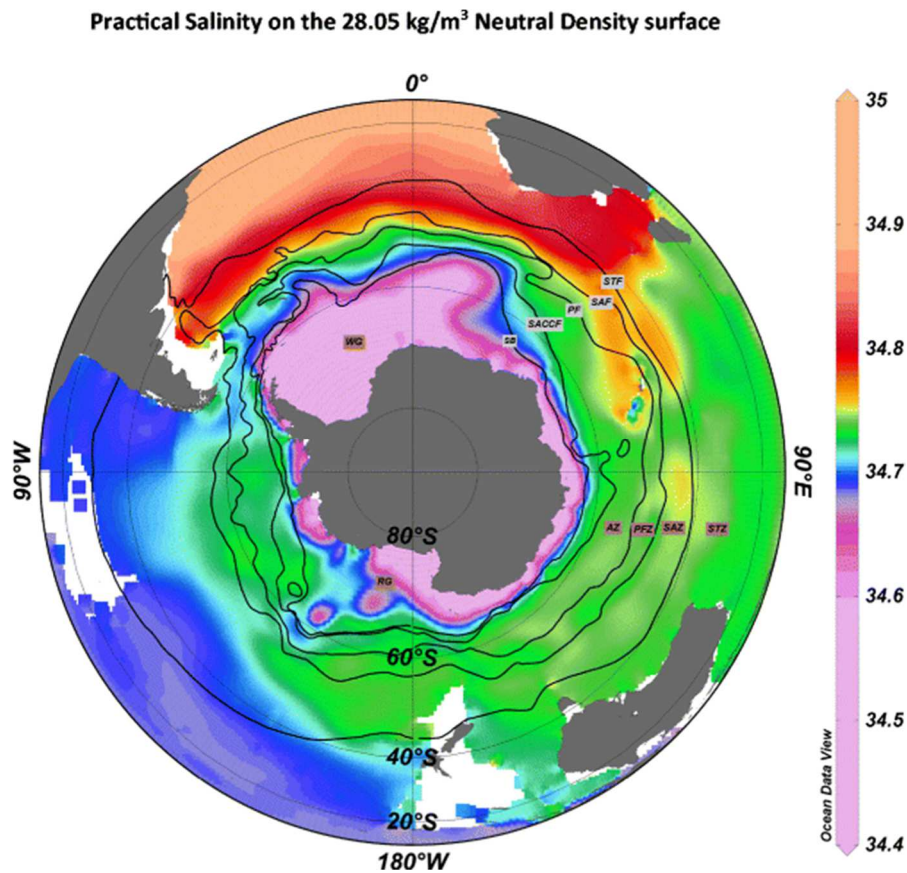 Practical Salinity on the 28.05 kg/m³ Neutral Density surface
0°
35
34.9
STF
SAF
PF
SACCF
SB
WG
34.8
90°W
34.7
90°E
80°S
AZ
PFZ
SAZ
STZ
RG
34.6
60°S
34.5
40°S
20°S
Ocean Data View
34.4
180°W